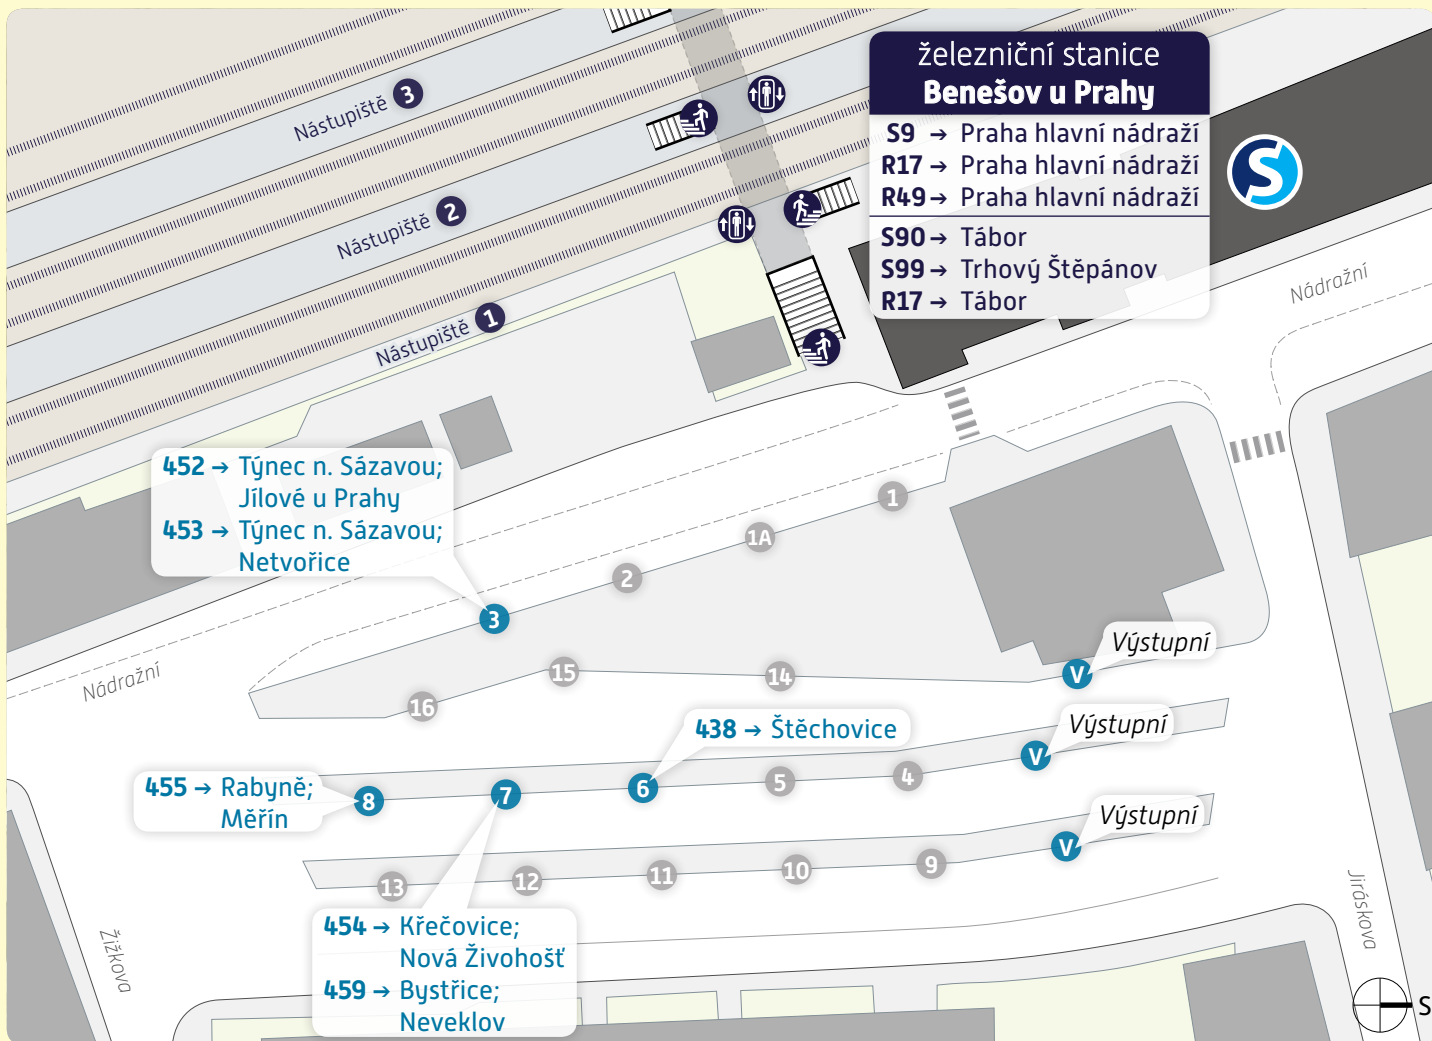 železniční stanice
Benešov u Prahy
S9 → Praha hlavní nádraží
R17 → Praha hlavní nádraží
R49 → Praha hlavní nádraží
S90 → Tábor
S99 → Trhový Štěpánov
R17 → Tábor
S
Nástupiště 3
Nástupiště 2
Nástupiště 1
Nádražní
452 → Týnec n. Sázavou;
Jílové u Prahy
453 → Týnec n. Sázavou;
Netvořice
1
1A
2
3
Nádražní
Výstupní
V
14
15
16
438 → Štěchovice
Výstupní
V
4
5
6
7
8
455 → Rabyně;
Měřín
Výstupní
V
9
10
11
12
13
454 → Křečovice;
Nová Živohošť
459 → Bystřice;
Neveklov
Žižkova
Jiráskova
S